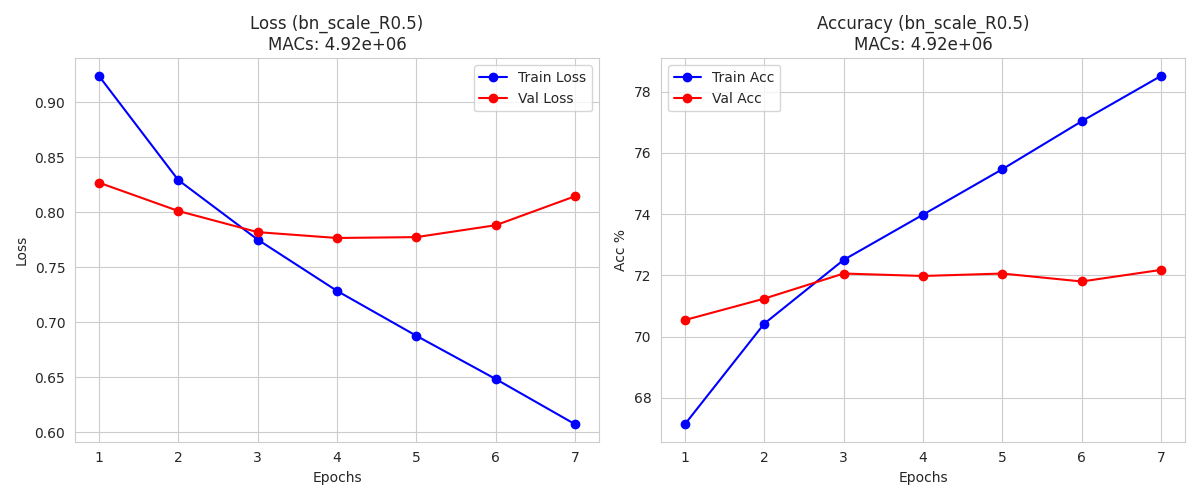 Loss (bn_scale_R0.5)
MACs: 4.92e+06
Train Loss
Val Loss
0.90
0.85
0.80
0.75
0.70
0.65
0.60
Loss
1 2 3 4 5 6 7
Epochs
Accuracy (bn_scale_R0.5)
MACs: 4.92e+06
Train Acc
Val Acc
78
76
74
72
70
68
Acc %
1 2 3 4 5 6 7
Epochs